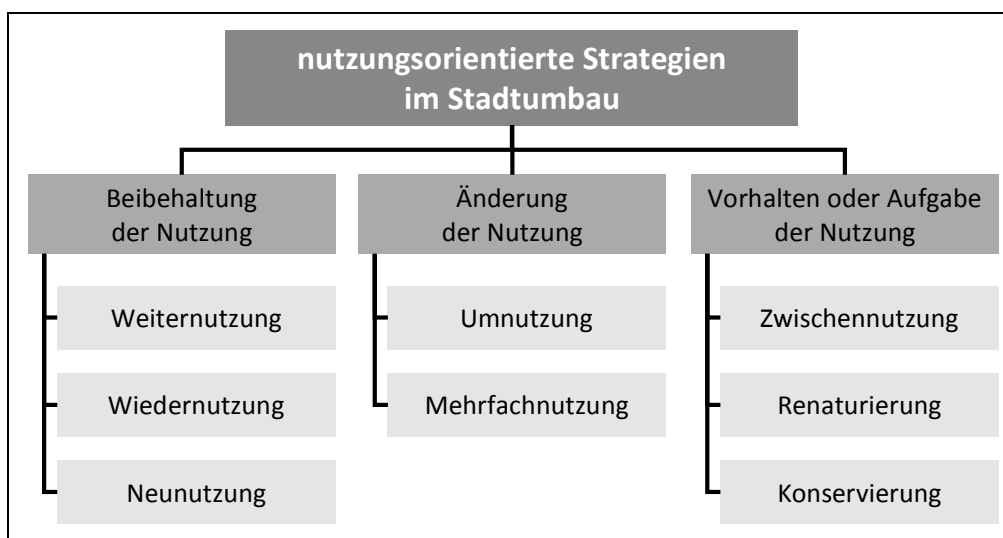 nutzungsorientierte Strategien
im Stadtumbau
Beibehaltung
der Nutzung
Weiternutzung
Wiedernutzung
Neunutzung
Änderung
der Nutzung
Umnutzung
Mehrfachnutzung
Vorhalten oder Aufgabe
der Nutzung
Zwischennutzung
Renaturierung
Konservierung